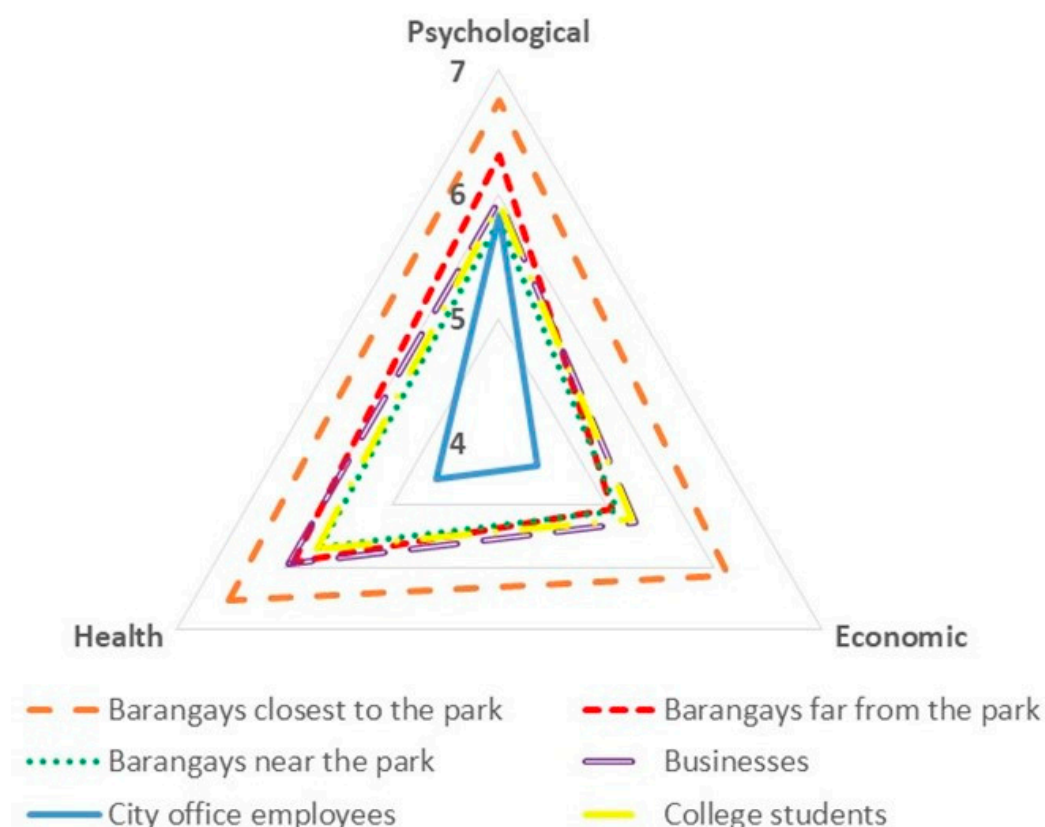 Psychological
7
6
5
4
Health
Economic
Barangays closest to the park
Barangays far from the park
Barangays near the park
Businesses
City office employees
College students